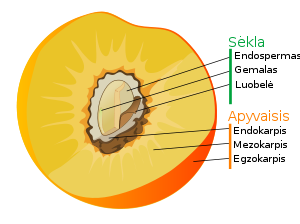 Sėkla
Endospermas
Gemalas
Luobelė
Apyvaisis
Endokarpis
Mezokarpis
Egzokarpis